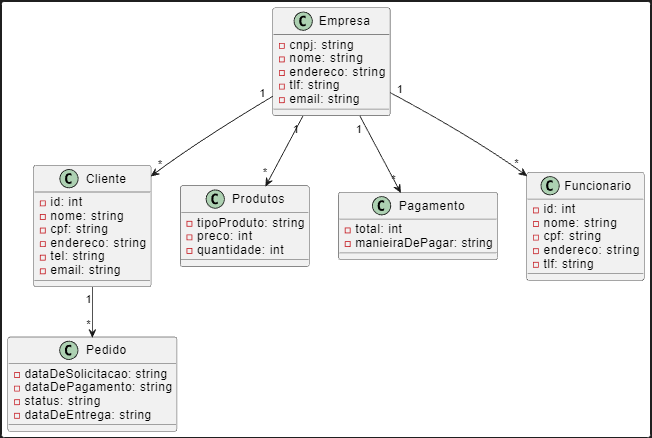 C Empresa
cnpj: string
nome: string
endereco: string
tlf: string
email: string
1
1
1
1
*
*
*
*
C Cliente
id: int
nome: string
cpf: string
endereco: string
tel: string
email: string
C Produtos
tipoProduto: string
preco: int
quantidade: int
C Pagamento
total: int
manieiraDePagar: string
C Funcionario
id: int
nome: string
cpf: string
endereco: string
tlf: string
1
*
C Pedido
dataDeSolicitacao: string
dataDePagamento: string
status: string
dataDeEntrega: string